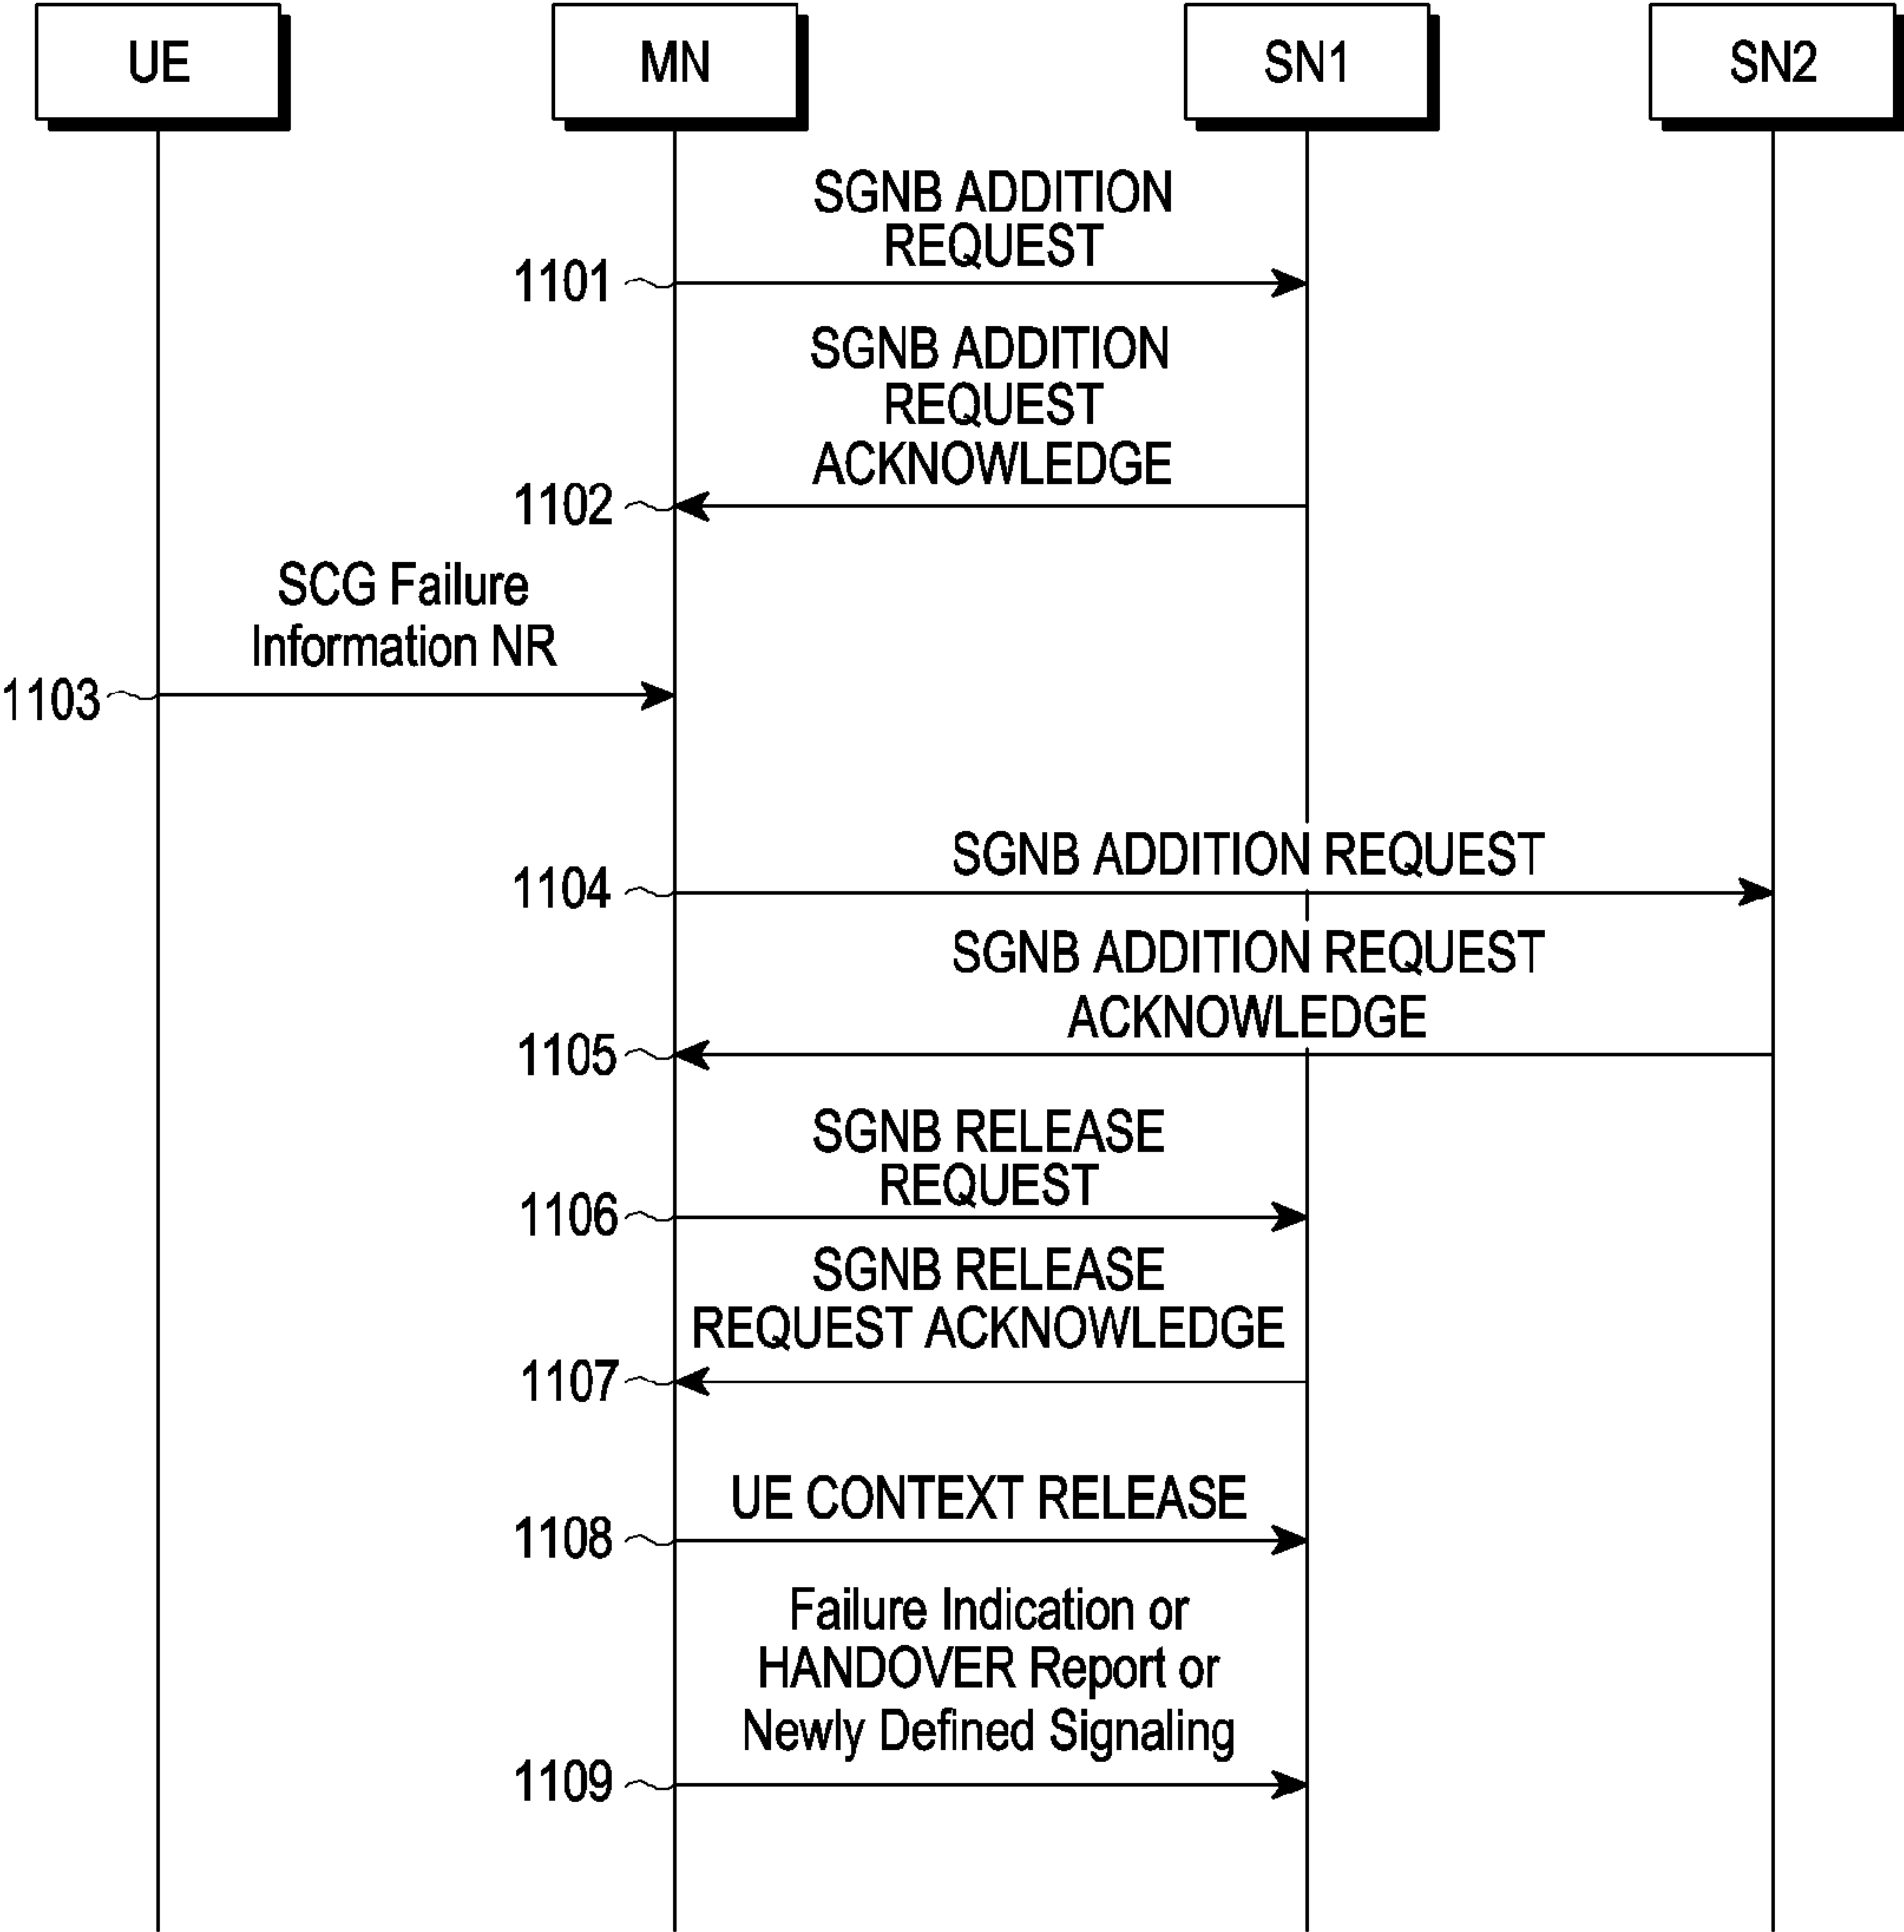 UE
MN
SN1
SN2
SGNB ADDITION
REQUEST
1101
SGNB ADDITION
REQUEST
ACKNOWLEDGE
1102
SCG Failure
Information NR
1103
SGNB ADDITION REQUEST
1104
SGNB ADDITION REQUEST
ACKNOWLEDGE
1105
SGNB RELEASE
REQUEST
1106
SGNB RELEASE
REQUEST ACKNOWLEDGE
1107
UE CONTEXT RELEASE
1108
Failure Indication or
HANDOVER Report or
Newly Defined Signaling
1109